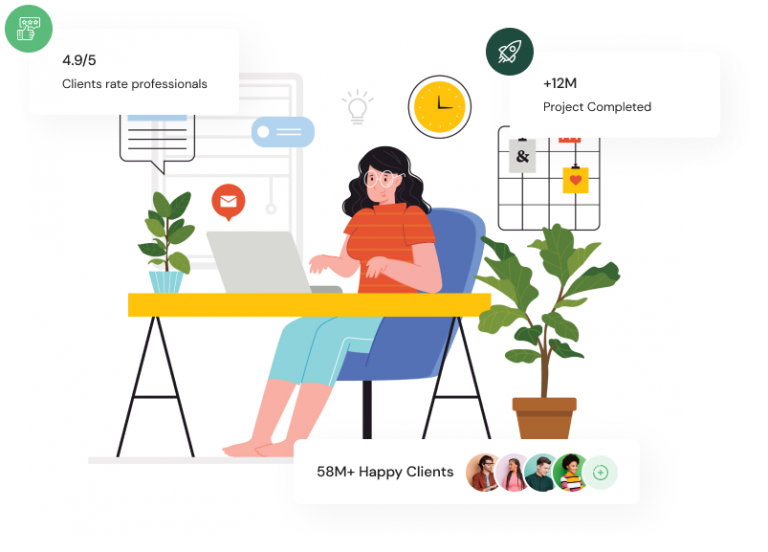 4.9/5
Clients rate professionals
+12M
Project Completed
&
58M+ Happy Clients